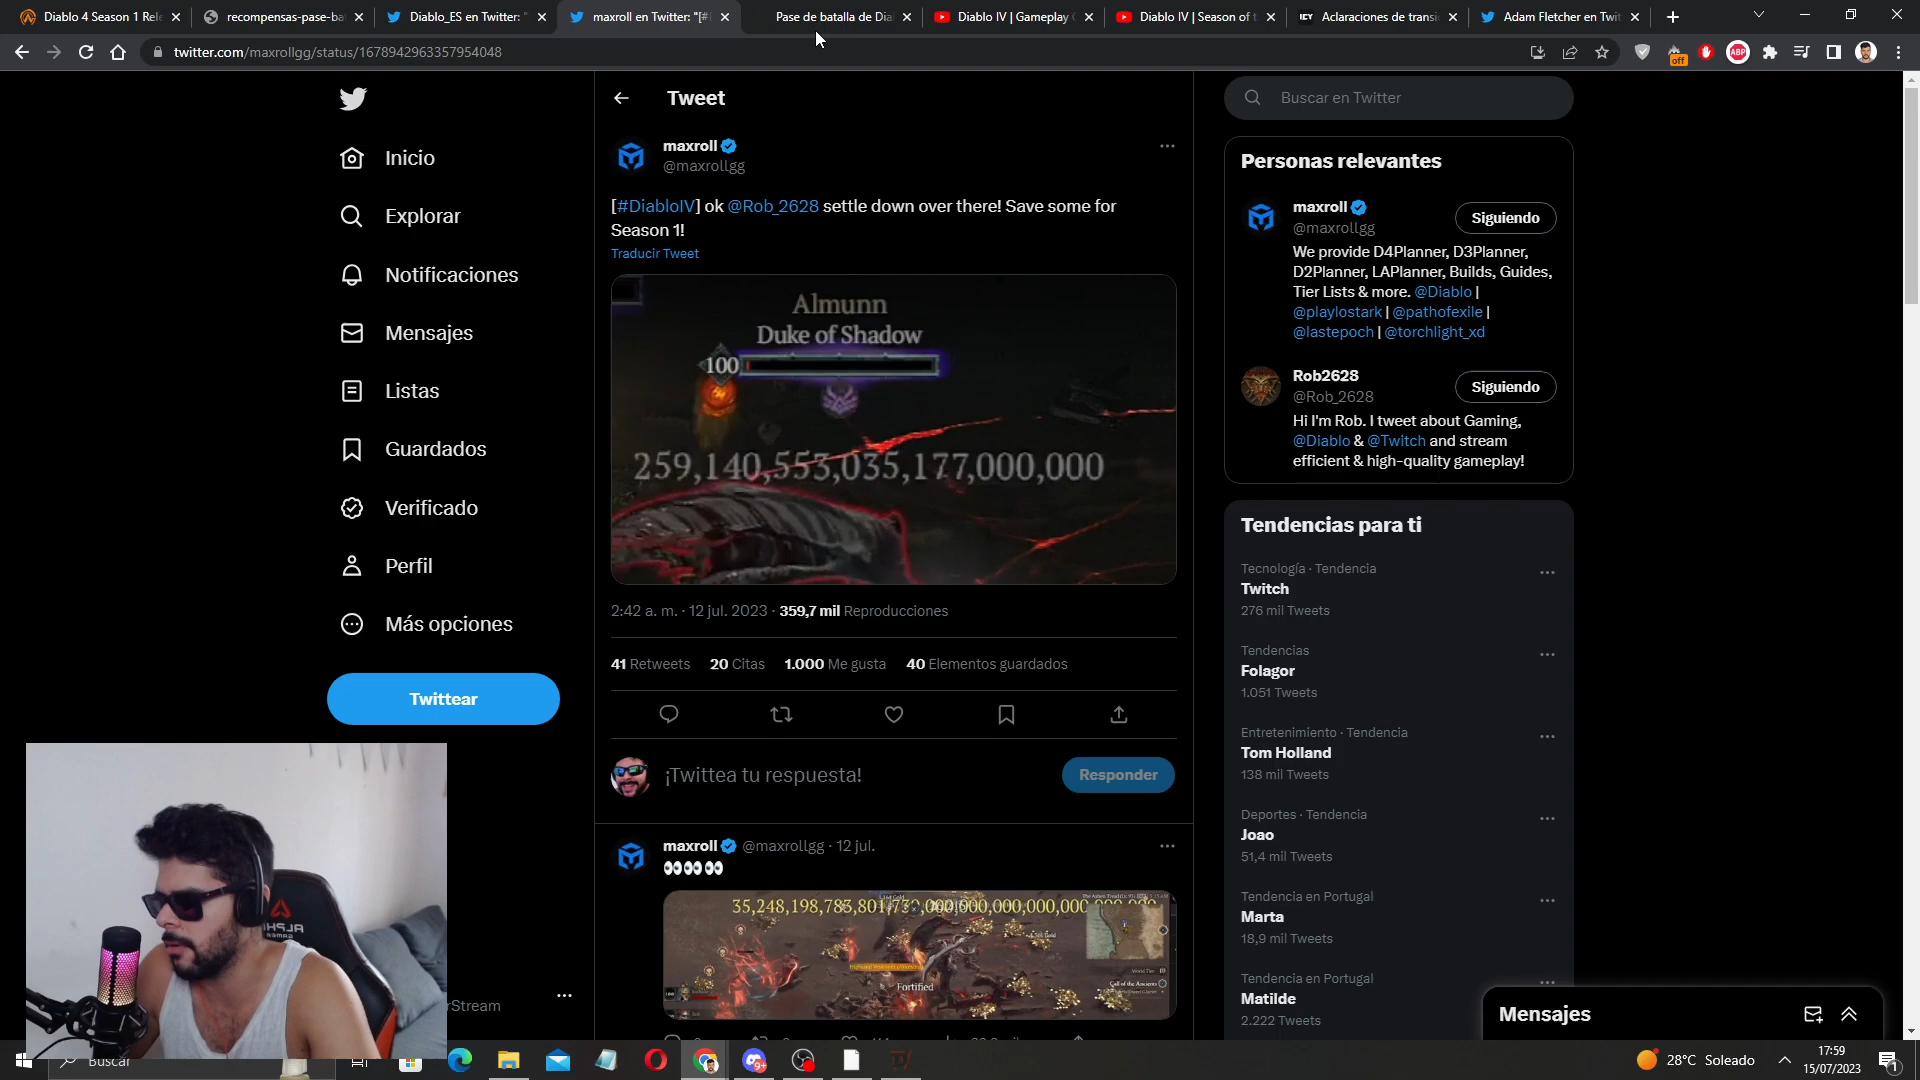 Diablo 4 Season 1 Rele
recompensas-pase-ba
Diablo_ES en Twitter: "
maxroll en Twitter: "[#
Pase de batalla de Dia
Diablo IV | Gameplay
Diablo IV | Season of t
ICY
Aclaraciones de transi
Adam Fletcher en Twit
twitter.com/maxrollgg/status/1678942963357954048
off
ABP
Inicio
Explorar
Notificaciones
Mensajes
Listas
Guardados
Verificado
Perfil
Más opciones
Twittear
rStream
Tweet
maxroll
@maxrollgg
[#DiabloIV] ok @Rob_2628 settle down over there! Save some for
Season 1!
Traducir Tweet
Almunn
Duke of Shadow
100
259,140,553,035,177,000,000
2:42 a. m. · 12 jul. 2023 · 359,7 mil Reproducciones
41 Retweets 20 Citas 1.000 Me gusta 40 Elementos guardados
¡Twittea tu respuesta!
Responder
maxroll @maxrollgg · 12 jul.
Fortified
Buscar en Twitter
Personas relevantes
maxroll
@maxrollgg
Siguiendo
We provide D4Planner, D3Planner,
D2Planner, LAPlanner, Builds, Guides,
Tier Lists & more. @Diablo |
@playlostark | @pathofexile |
@lastepoch | @torchlight_xd
Rob2628
@Rob_2628
Siguiendo
Hi I'm Rob. I tweet about Gaming,
@Diablo & @Twitch and stream
efficient & high-quality gameplay!
Tendencias para ti
Tecnología · Tendencia
Twitch
276 mil Tweets
Tendencias
Folagor
1.051 Tweets
Entretenimiento · Tendencia
Tom Holland
138 mil Tweets
Deportes · Tendencia
Joao
51,4 mil Tweets
Tendencia en Portugal
Marta
18,9 mil Tweets
Tendencia en Portugal
Matilde
2.222 Tweets
Mensajes
Buscar
9+
28°C Soleado
17:59
15/07/2023
1